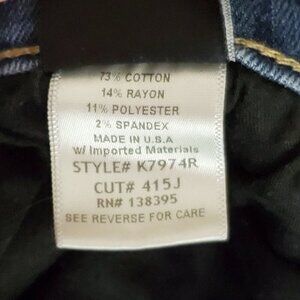 73% COTTON
14% RAYON
11% POLYESTER
2% SPANDEX
MADE IN U.S.A
W/ Imported Materials
STYLE# K7974R
CUT# 415J
RN# 138395
SEE REVERSE FOR CARE